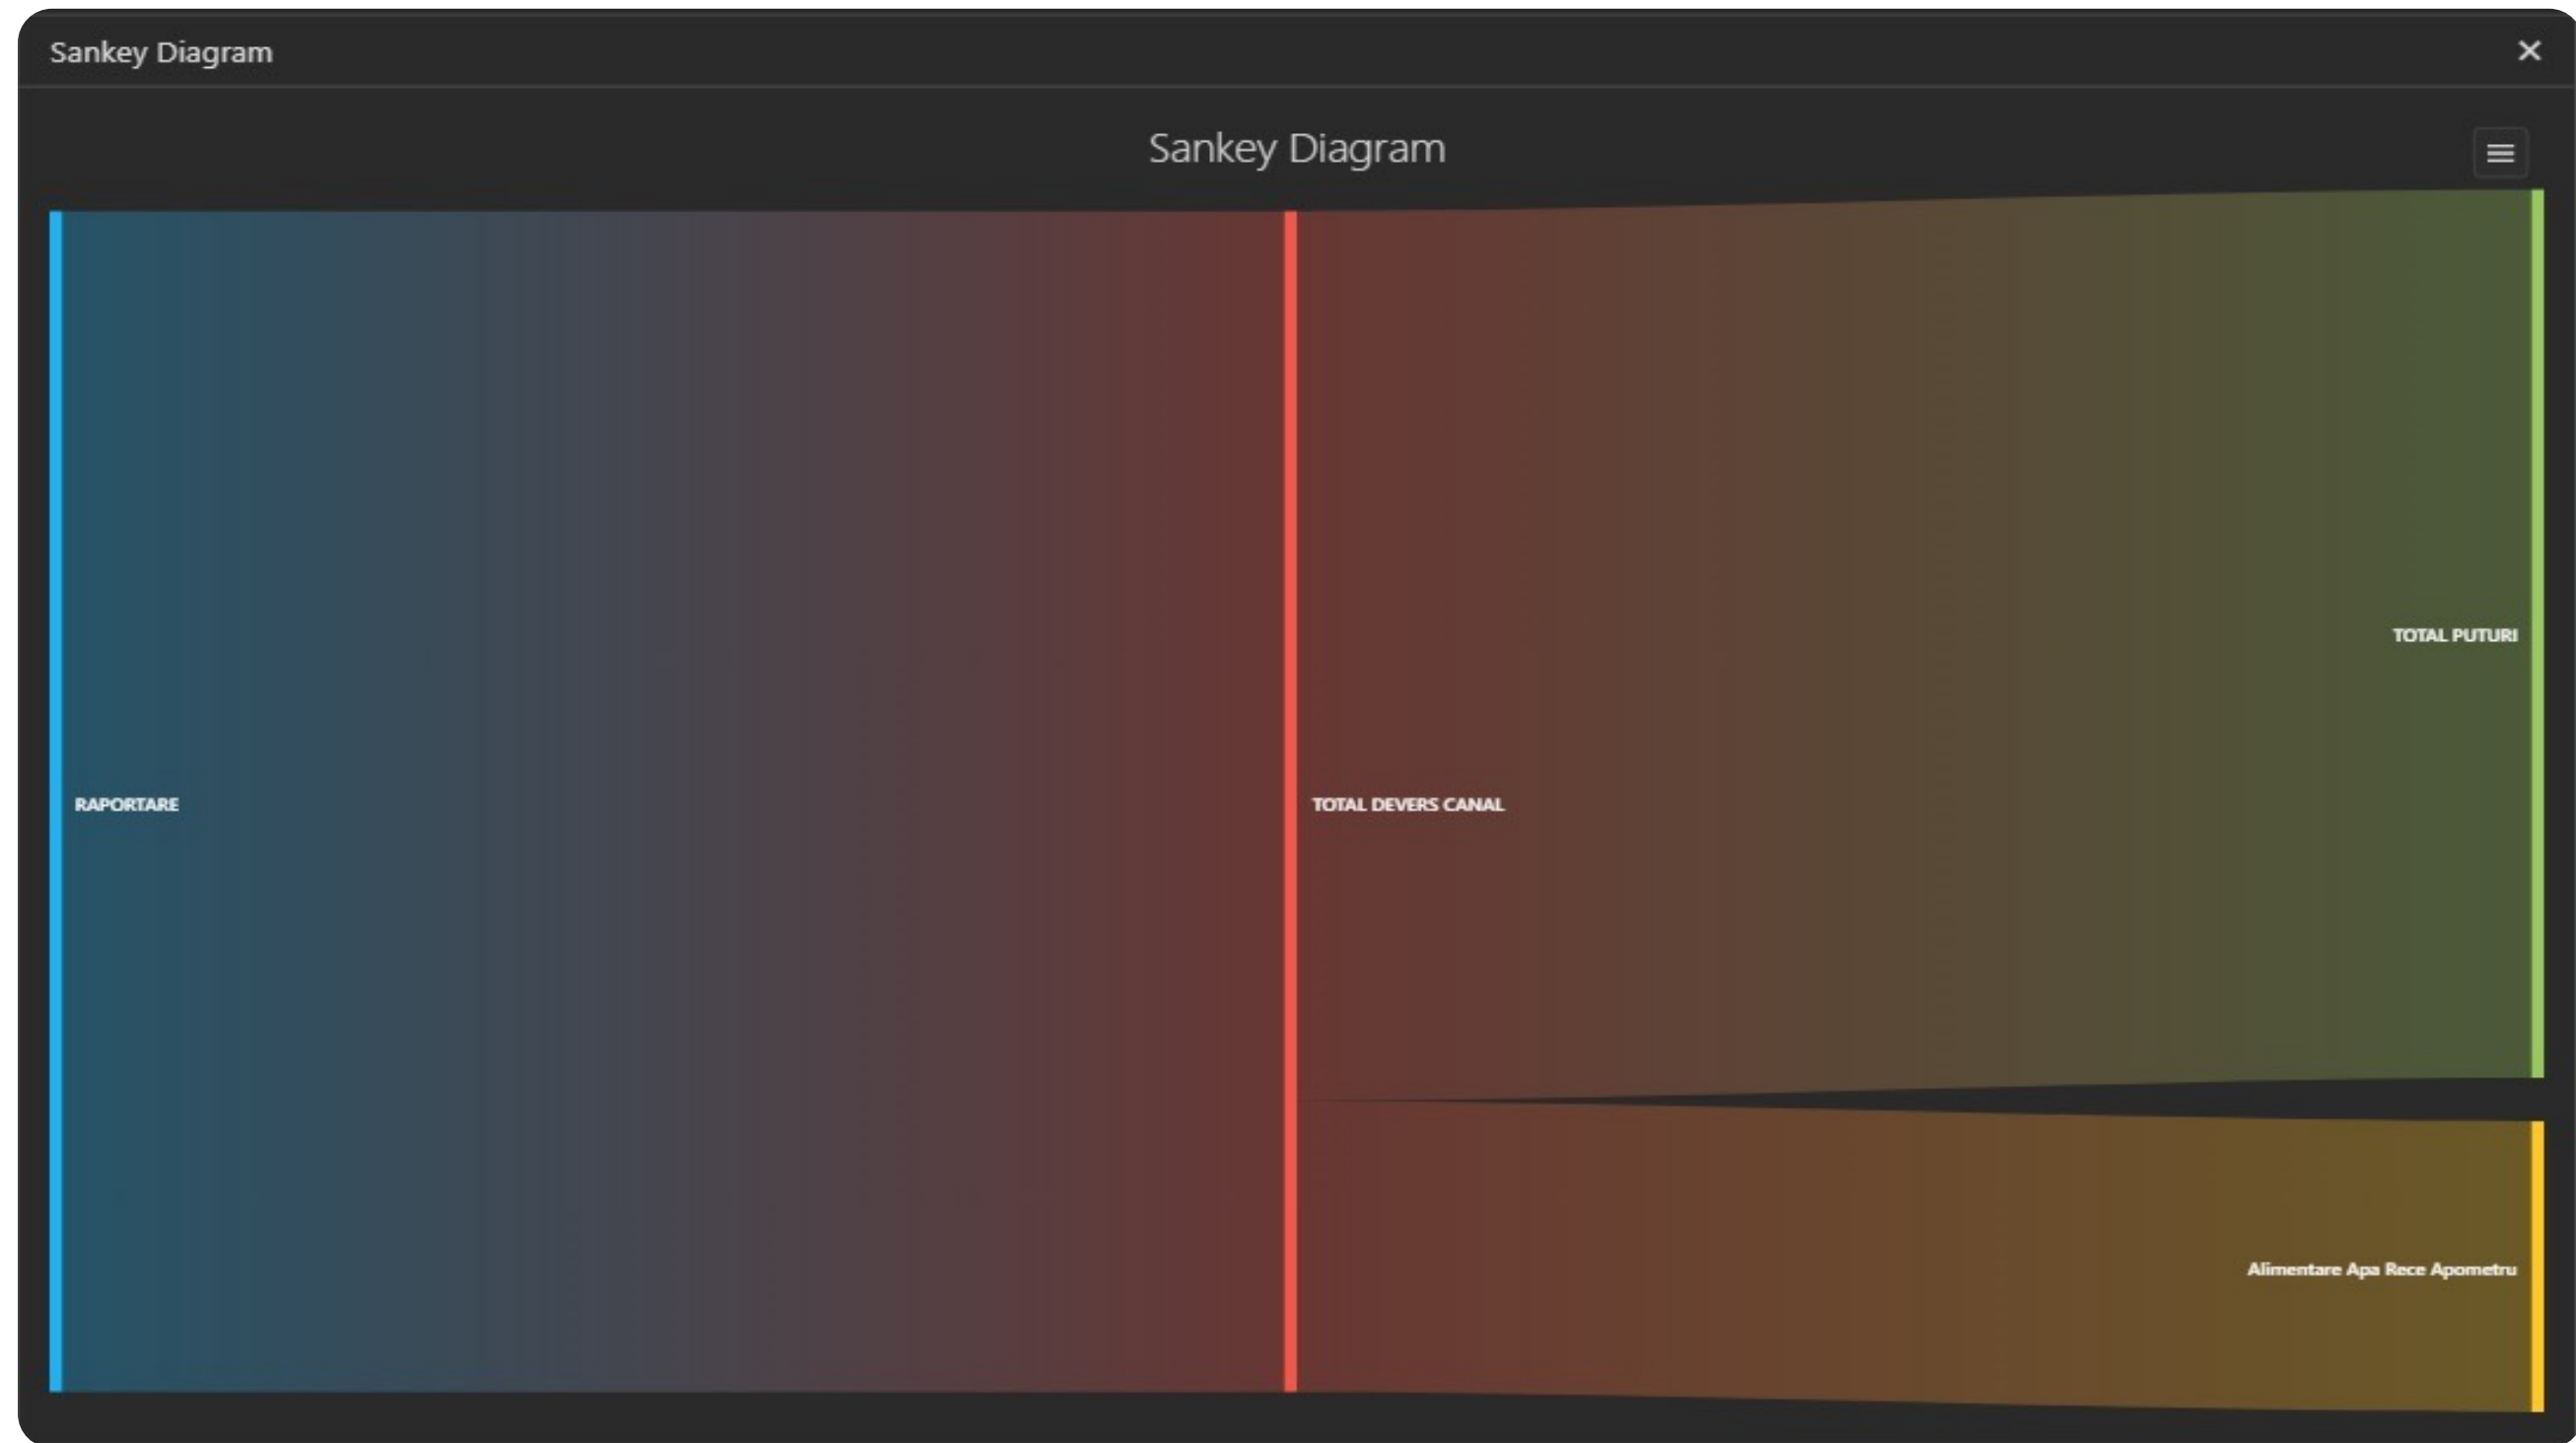 Sankey Diagram
Sankey Diagram
TOTAL PUTURI
RAPORTARE
TOTAL DEVERS CANAL
Alimentare Apa Rece Apometru